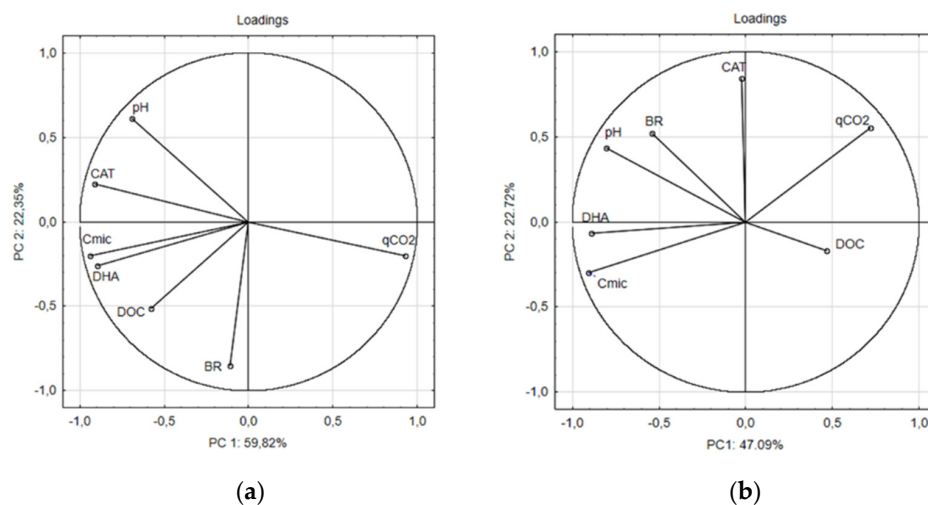 Loadings
1,0
0,5
0,0
-0,5
-1,0
PC 2: 22,35%
pH
CAT
Cmic
DHA
DOC
BR
qCO2
-1,0 -0,5 0,0 0,5 1,0
PC 1: 59,82%
(a)
Loadings
1,0
0,5
0,0
-0,5
-1,0
PC 2: 22.72%
CAT
qCO2
BR
pH
DHA
DOC
Cmic
-1,0 -0,5 0,0 0,5 1,0
PC1: 47.09%
(b)